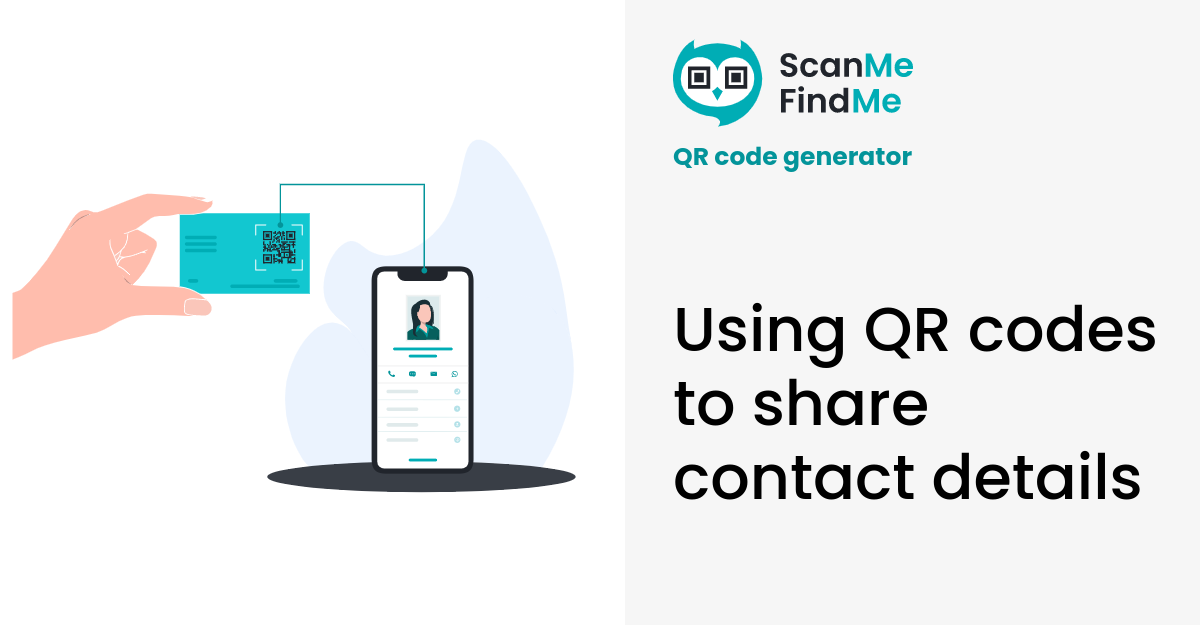 ScanMe
FindMe
QR code generator
Using QR codes
to share
contact details